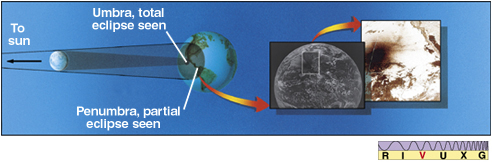 To
sun
Umbra, total
eclipse seen
Penumbra, partial
eclipse seen
R I V U X G